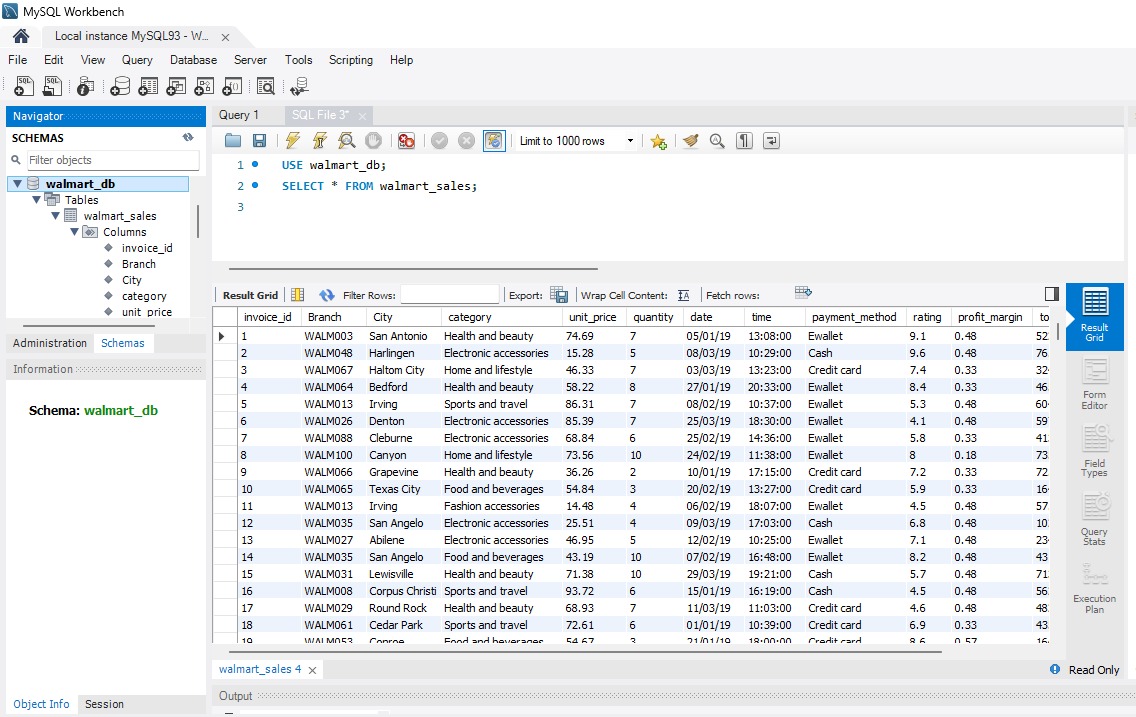 MySQL Workbench
Local instance MySQL93 - W... ×
File Edit View Query Database Server Tools Scripting Help
Navigator
SCHEMAS
Filter objects
walmart_db
Tables
walmart_sales
Columns
invoice_id
Branch
City
category
unit_price
Administration Schemas
Information
Schema: walmart_db
Object Info Session
Query 1 SQL File 3* ×
Limit to 1000 rows
1 USE walmart_db;
2 SELECT * FROM walmart_sales;
3
Result Grid Filter Rows: Export: Wrap Cell Content: Fetch rows:
invoice_id Branch City category unit_price quantity date time payment_method rating profit_margin to
1 WALM003 San Antonio Health and beauty 74.69 7 05/01/19 13:08:00 Ewallet 9.1 0.48 52
2 WALM048 Harlingen Electronic accessories 15.28 5 08/03/19 10:29:00 Cash 9.6 0.48 76
3 WALM067 Haltom City Home and lifestyle 46.33 7 03/03/19 13:23:00 Credit card 7.4 0.33 32
4 WALM064 Bedford Health and beauty 58.22 8 27/01/19 20:33:00 Ewallet 8.4 0.33 46
5 WALM013 Irving Sports and travel 86.31 7 08/02/19 10:37:00 Ewallet 5.3 0.48 60
6 WALM026 Denton Electronic accessories 85.39 7 25/03/19 18:30:00 Ewallet 4.1 0.48 59
7 WALM088 Cleburne Electronic accessories 68.84 6 25/02/19 14:36:00 Ewallet 5.8 0.33 41
8 WALM100 Canyon Home and lifestyle 73.56 10 24/02/19 11:38:00 Ewallet 8 0.18 73
9 WALM066 Grapevine Health and beauty 36.26 2 10/01/19 17:15:00 Credit card 7.2 0.33 72
10 WALM065 Texas City Food and beverages 54.84 3 20/02/19 13:27:00 Credit card 5.9 0.33 16
11 WALM013 Irving Fashion accessories 14.48 4 06/02/19 18:07:00 Ewallet 4.5 0.48 57
12 WALM035 San Angelo Electronic accessories 25.51 4 09/03/19 17:03:00 Cash 6.8 0.48 10
13 WALM027 Abilene Electronic accessories 46.95 5 12/02/19 10:25:00 Ewallet 7.1 0.48 23
14 WALM035 San Angelo Food and beverages 43.19 10 07/02/19 16:48:00 Ewallet 8.2 0.48 43
15 WALM031 Lewisville Health and beauty 71.38 10 29/03/19 19:21:00 Cash 5.7 0.48 71
16 WALM008 Corpus Christi Sports and travel 93.72 6 15/01/19 16:19:00 Cash 4.5 0.48 56
17 WALM029 Round Rock Health and beauty 68.93 7 11/03/19 11:03:00 Credit card 4.6 0.48 48
18 WALM061 Cedar Park Sports and travel 72.61 6 01/01/19 10:39:00 Credit card 6.9 0.33 43
19 WALM053 Conroe Food and beverages 54.67 3 21/01/19 18:00:00 Credit card 8.6 0.57 16
Result
Grid
Form
Editor
Field
Types
Query
Stats
Execution
Plan
walmart_sales 4 × Read Only
Output